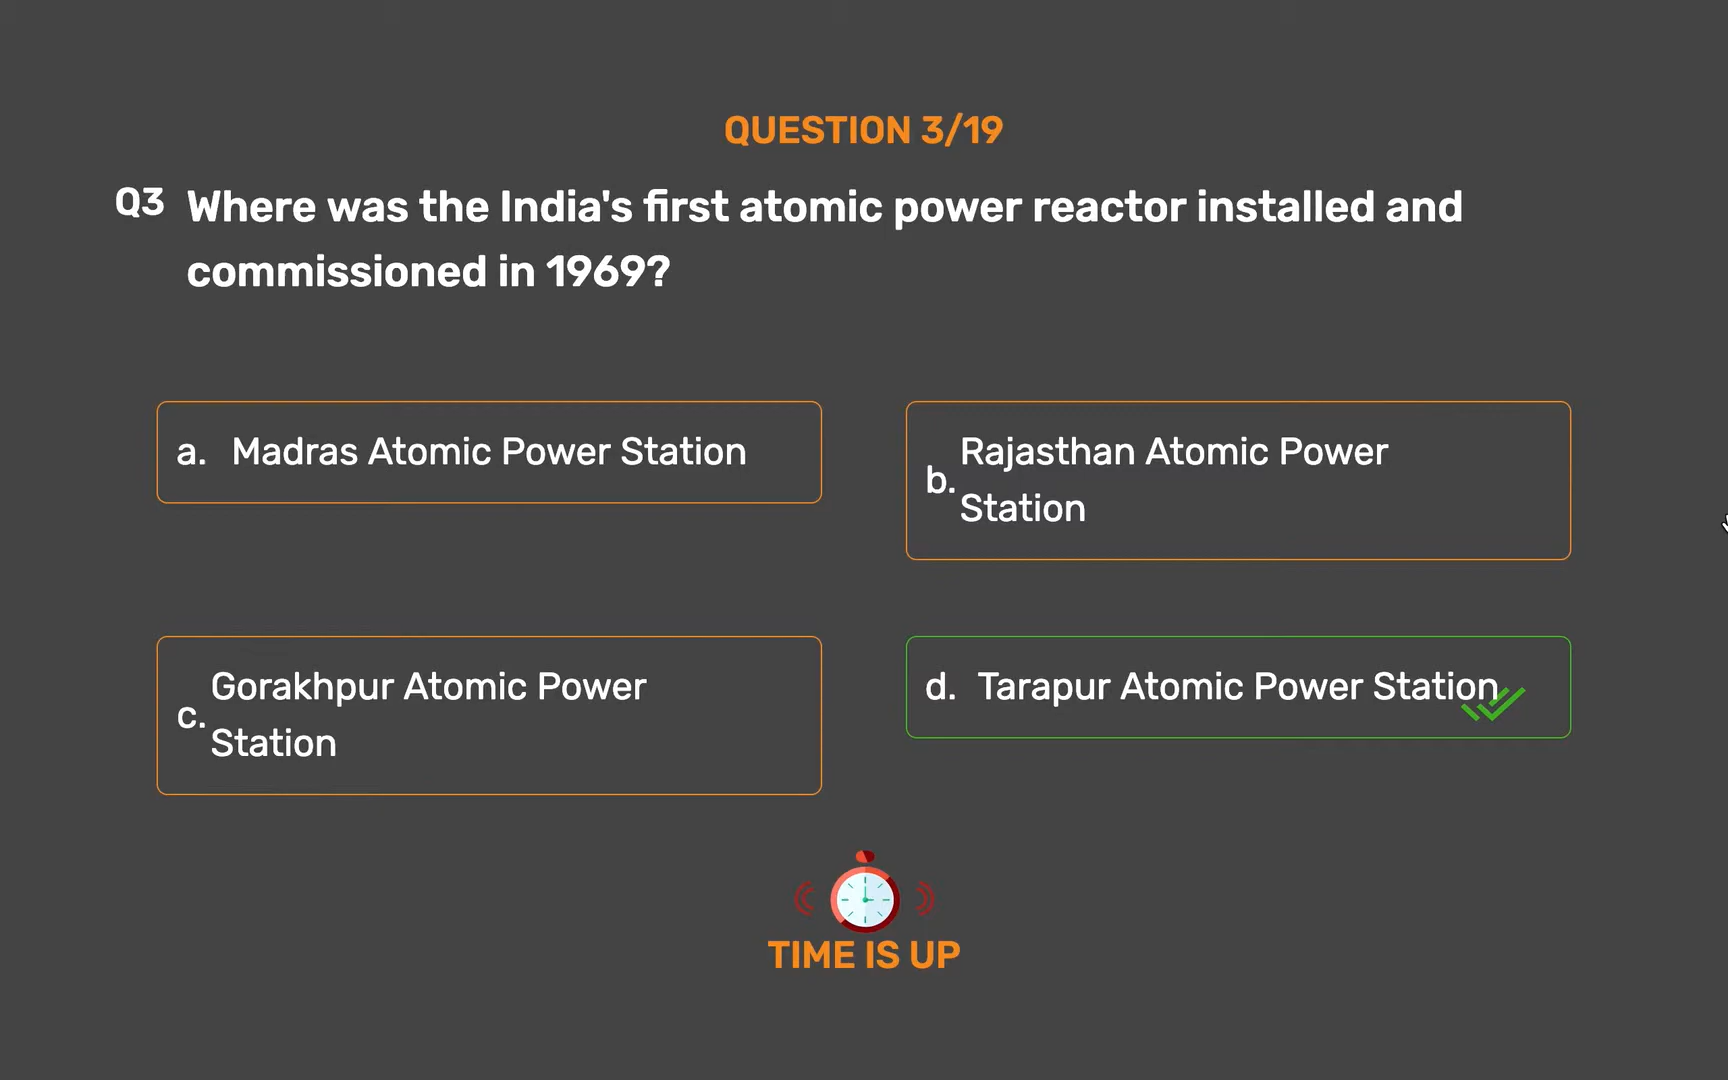 QUESTION 3/19
Q3 Where was the India's first atomic power reactor installed and
commissioned in 1969?
a. Madras Atomic Power Station
b. Rajasthan Atomic Power
Station
c. Gorakhpur Atomic Power
Station
d. Tarapur Atomic Power Station
TIME IS UP